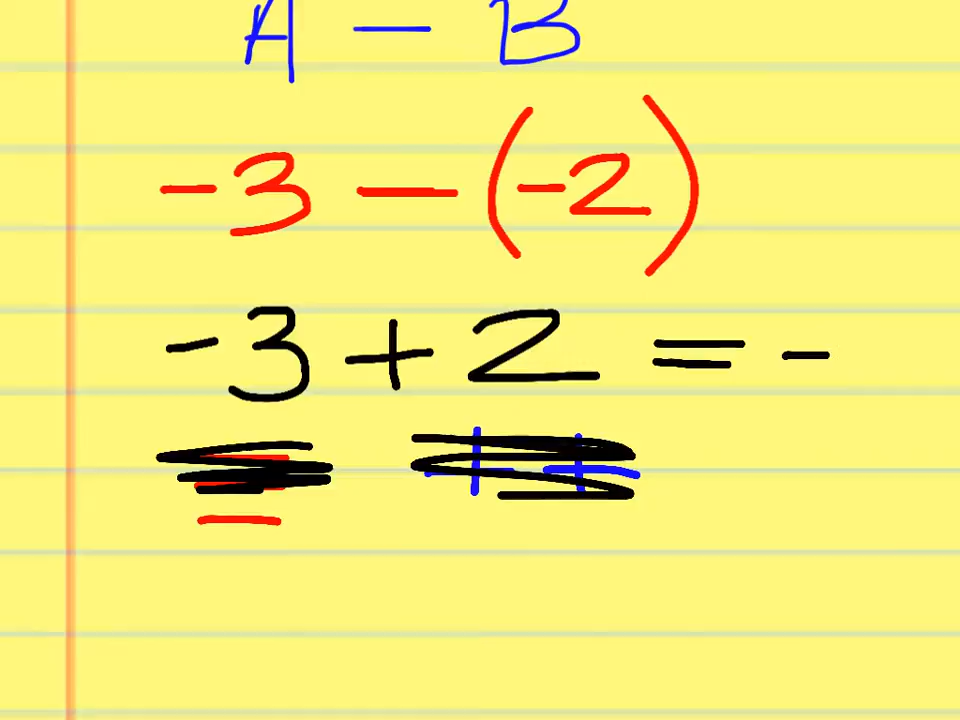 A - B
-3 - (-2)
-3 + 2 = -
+ +
-